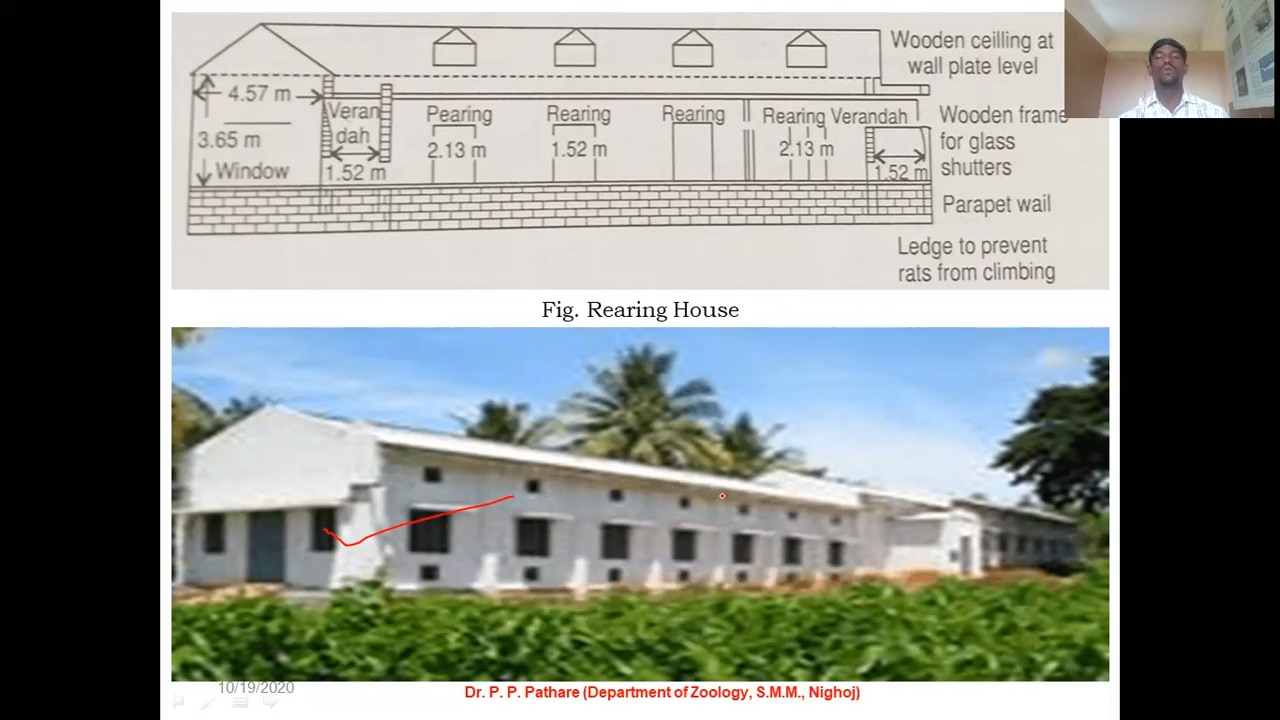 Wooden ceilling at
wall plate level
4.57 m
3.65 m
Window
Veran
dah
1.52 m
Pearing
2.13 m
Rearing
1.52 m
Rearing
Rearing
2.13 m
Verandah
1.52 m
Wooden frame
for glass
shutters
Parapet wail
Ledge to prevent
rats from climbing
Fig. Rearing House
10/19/2020
Dr. P. P. Pathare (Department of Zoology, S.M.M., Nighoj)